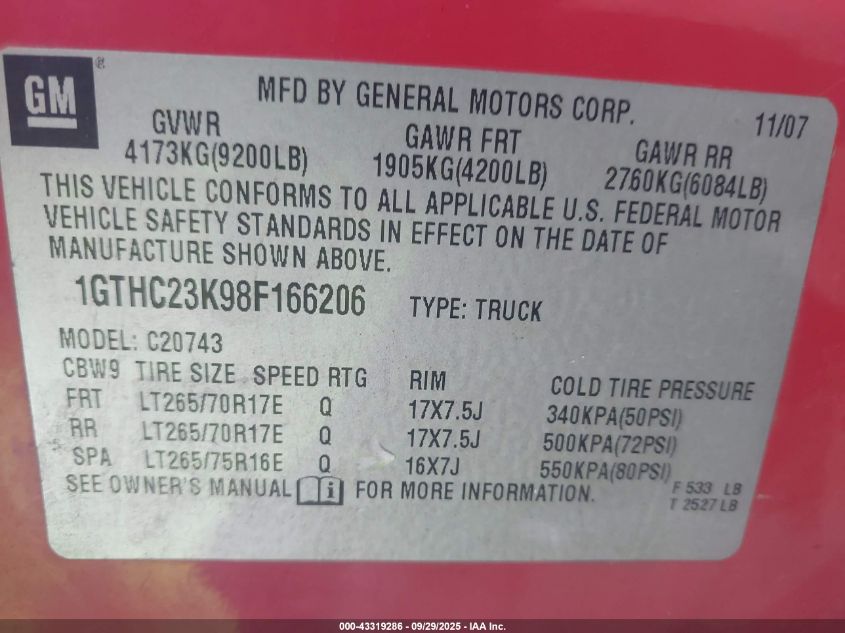 GM
®
MFD BY GENERAL MOTORS CORP.
11/07
GVWR
4173KG(9200LB)
GAWR FRT
1905KG(4200LB)
GAWR RR
2760KG(6084LB)
THIS VEHICLE CONFORMS TO ALL APPLICABLE U.S. FEDERAL MOTOR
VEHICLE SAFETY STANDARDS IN EFFECT ON THE DATE OF
MANUFACTURE SHOWN ABOVE.
1GTHC23K98F166206 TYPE: TRUCK
MODEL: C20743
CBW9 TIRE SIZE SPEED RTG RIM COLD TIRE PRESSURE
FRT LT265/70R17E Q 17X7.5J 340KPA(50PSI)
RR LT265/70R17E Q 17X7.5J 500KPA(72PSI)
SPA LT265/75R16E Q 16X7J 550KPA(80PSI)
SEE OWNER'S MANUAL i FOR MORE INFORMATION.
F 533 LB
T 2527 LB
000-43319286 - 09/29/2025 - IAA Inc.